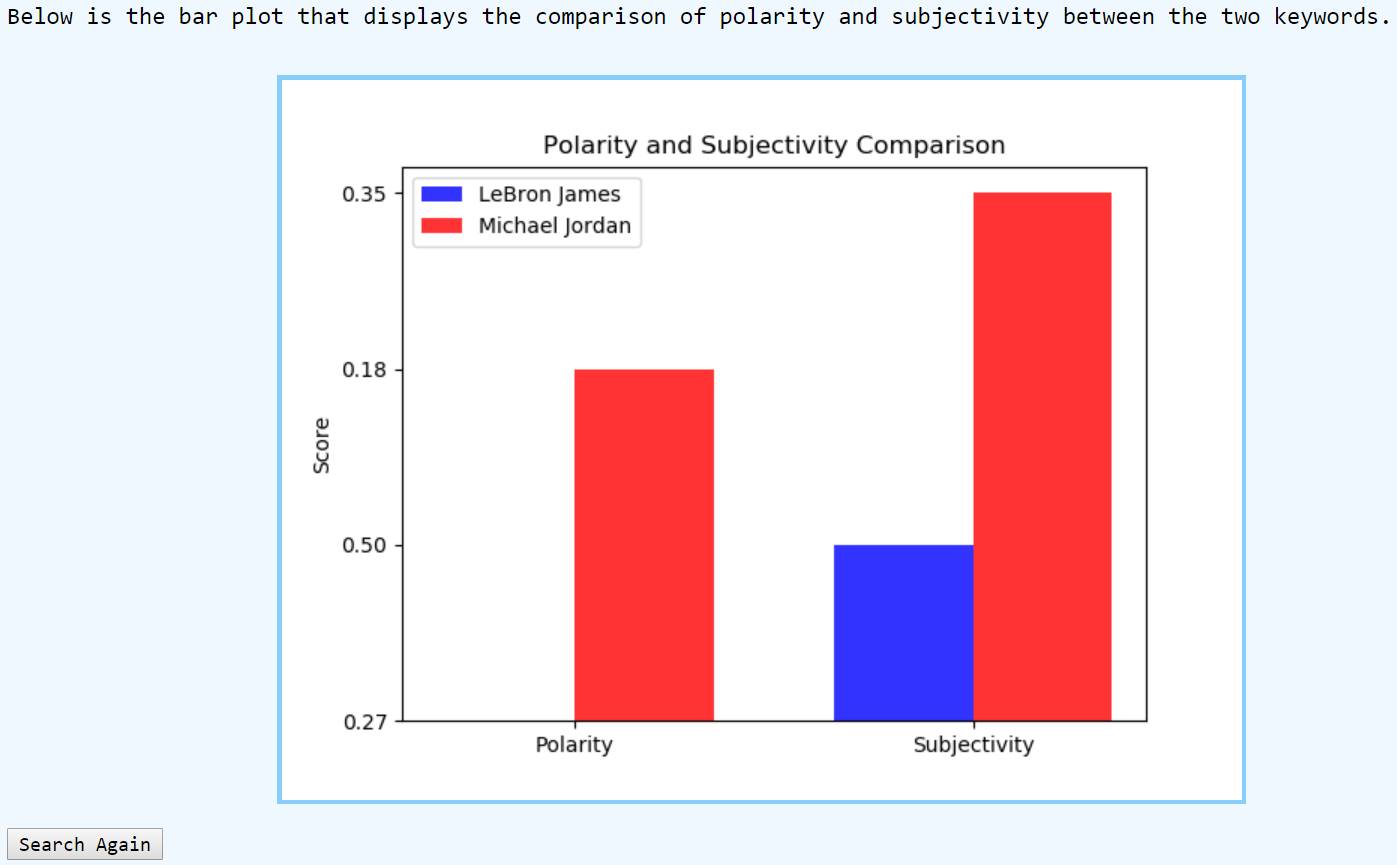 Below is the bar plot that displays the comparison of polarity and subjectivity between the two keywords.
Polarity and Subjectivity Comparison
LeBron James
Michael Jordan
0.35
0.18
0.50
0.27
Score
Polarity
Subjectivity
Search Again